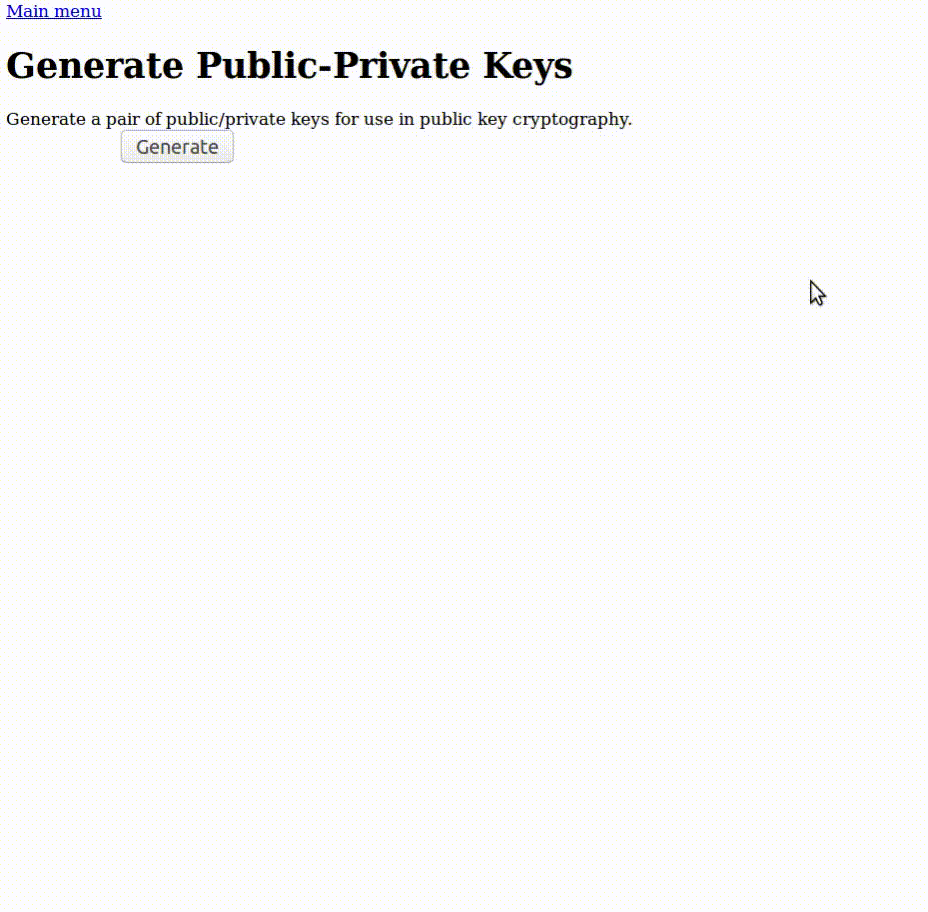 Main menu
Generate Public-Private Keys
Generate a pair of public/private keys for use in public key cryptography.
Generate